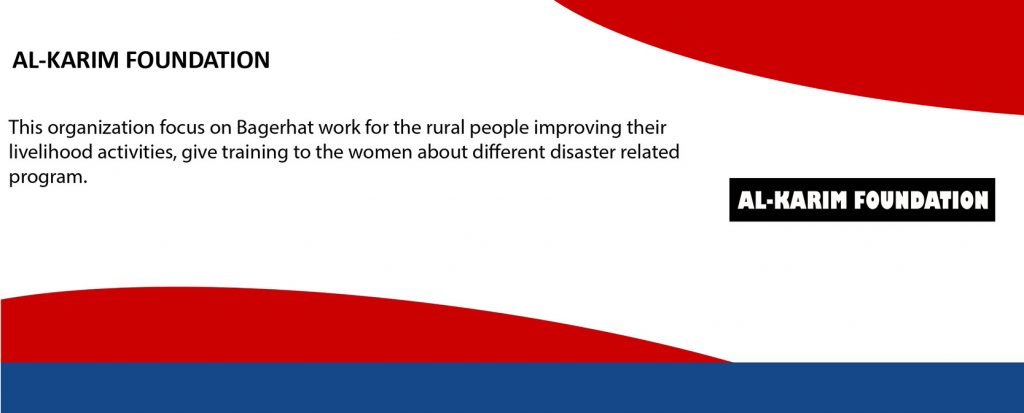 AL-KARIM FOUNDATION
This organization focus on Bagerhat work for the rural people improving their
livelihood activities, give training to the women about different disaster related
program.
AL-KARIM FOUNDATION